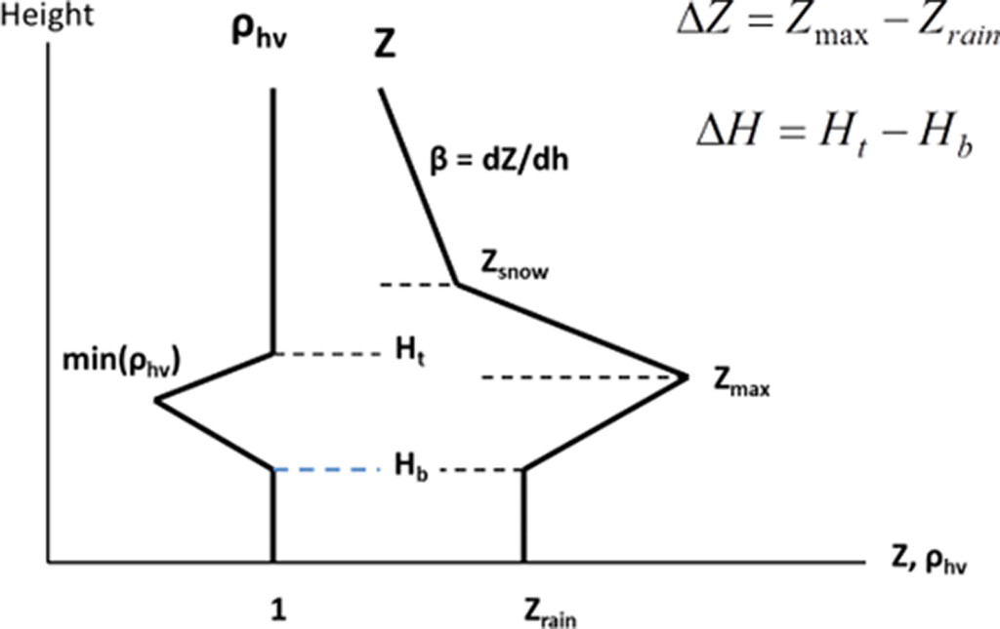 Height
ρhv
Z
ΔZ = Zmax − Zrain
ΔH = Ht − Hb
β = dZ/dh
Zsnow
Ht
min(ρhv)
Zmax
Hb
Z, ρhv
1
Zrain